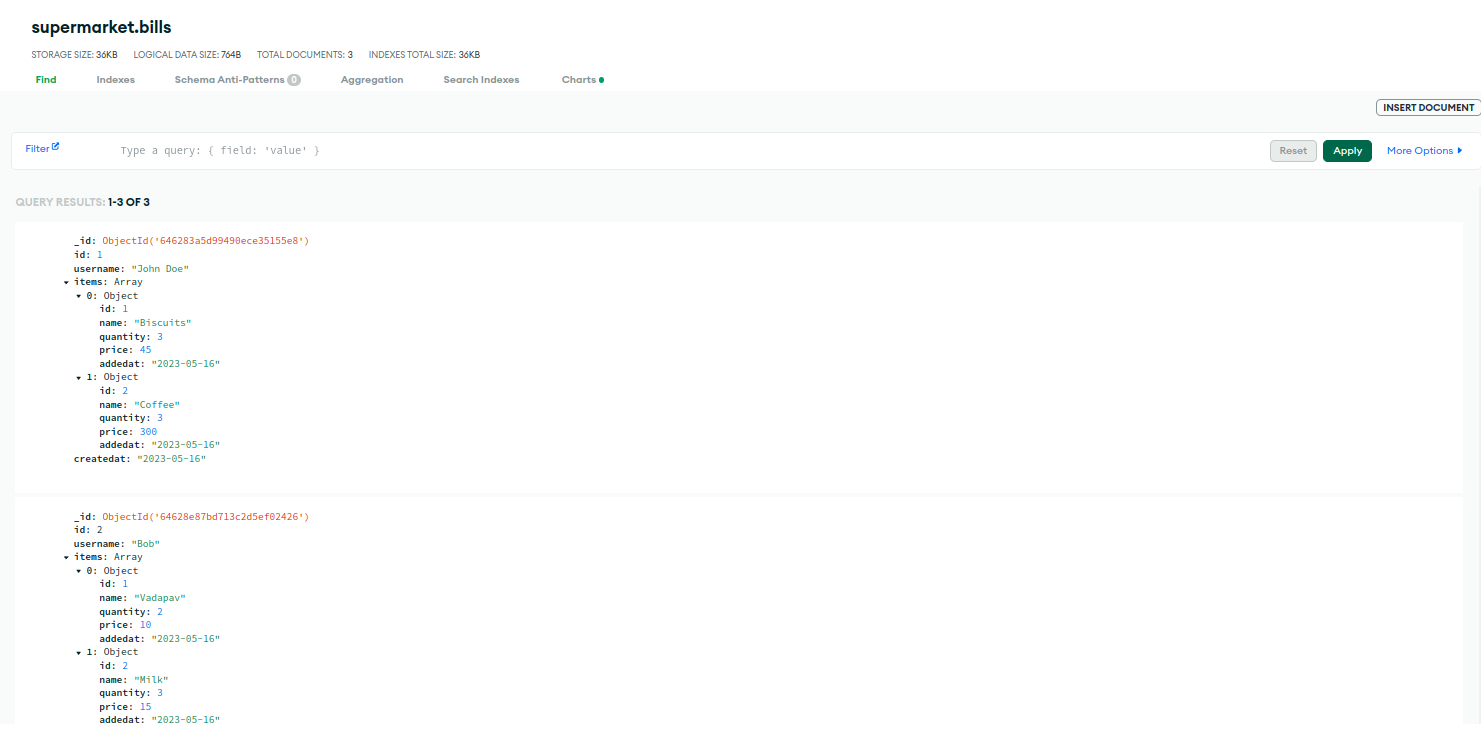 supermarket.bills
STORAGE SIZE: 36KB LOGICAL DATA SIZE: 764B TOTAL DOCUMENTS: 3 INDEXES TOTAL SIZE: 36KB
Find Indexes Schema Anti-Patterns 0 Aggregation Search Indexes Charts
INSERT DOCUMENT
Filter Type a query: { field: 'value' } Reset Apply More Options
QUERY RESULTS: 1-3 OF 3
_id: ObjectId('646283a5d99490ece35155e8')
id: 1
username: "John Doe"
items: Array
0: Object
id: 1
name: "Biscuits"
quantity: 3
price: 45
addedat: "2023-05-16"
1: Object
id: 2
name: "Coffee"
quantity: 3
price: 300
addedat: "2023-05-16"
createdat: "2023-05-16"
_id: ObjectId('64628e87bd713c2d5ef02426')
id: 2
username: "Bob"
items: Array
0: Object
id: 1
name: "Vadapav"
quantity: 2
price: 10
addedat: "2023-05-16"
1: Object
id: 2
name: "Milk"
quantity: 3
price: 15
addedat: "2023-05-16"